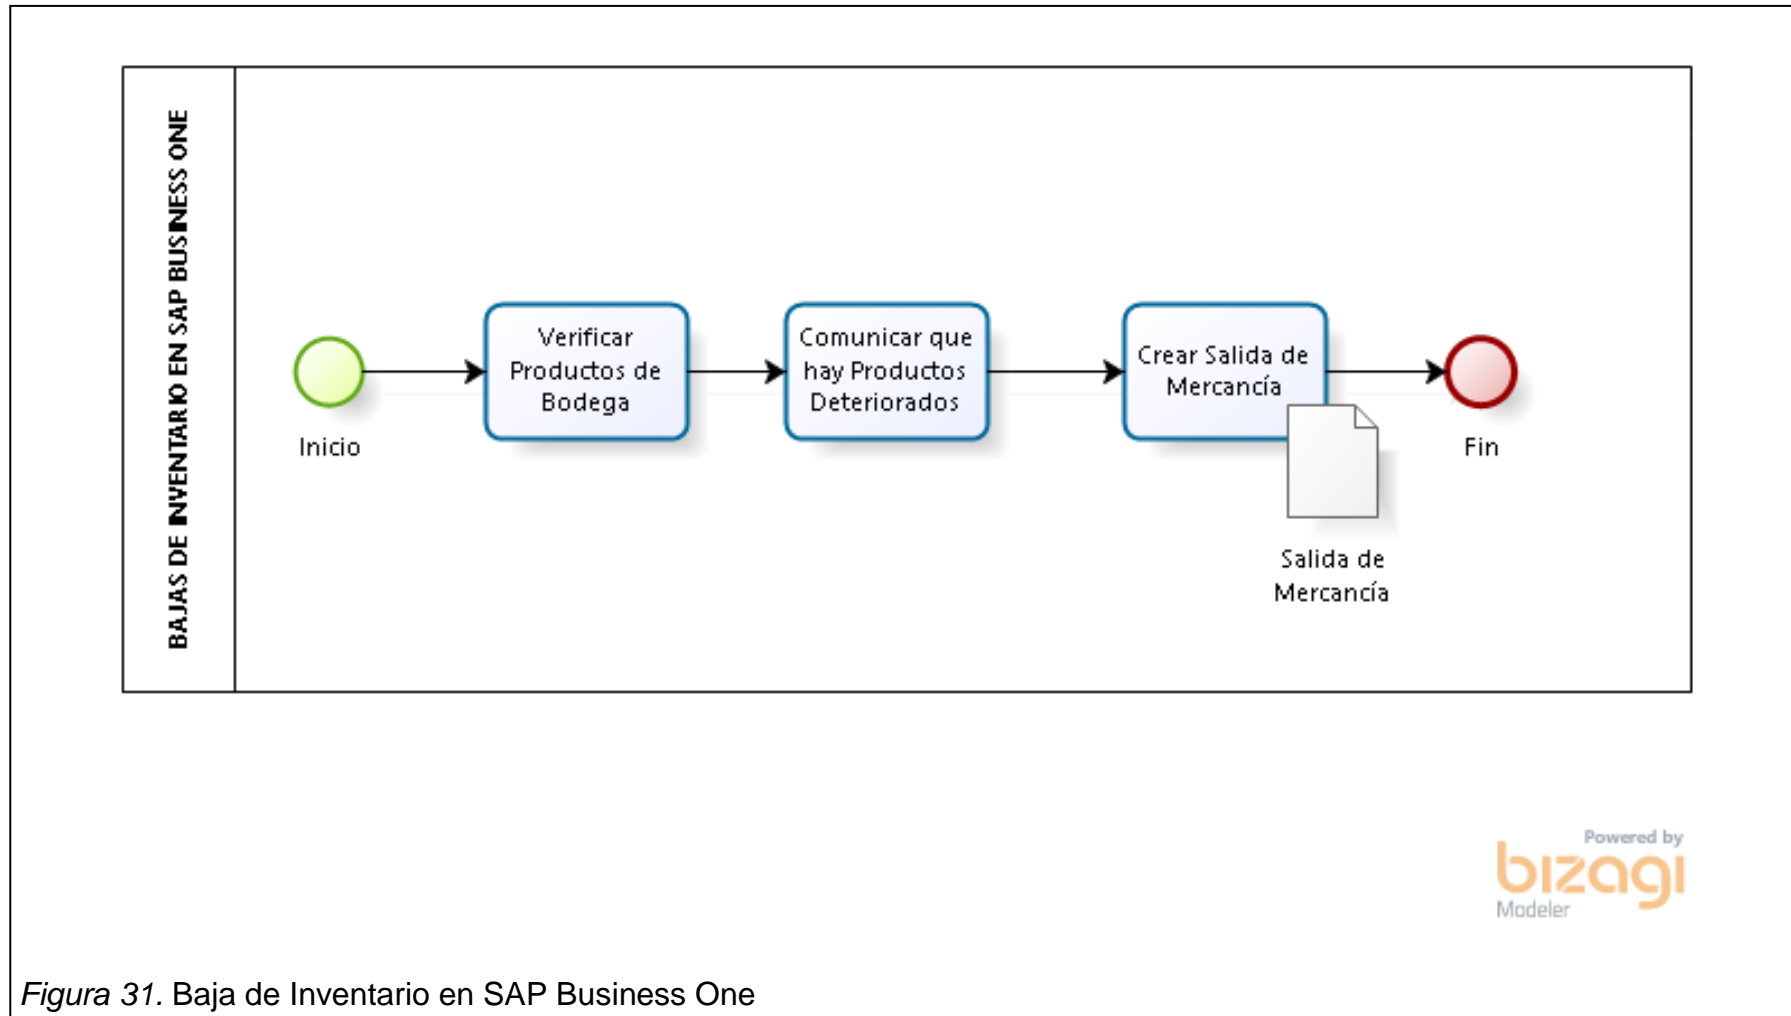 BAJAS DE INVENTARIO EN SAP BUSINESS ONE
Inicio
Verificar
Productos de
Bodega
Comunicar que
hay Productos
Deteriorados
Crear Salida de
Mercancía
Salida de
Mercancía
Fin
Powered by
bizagi
Modeler
Figura 31. Baja de Inventario en SAP Business One